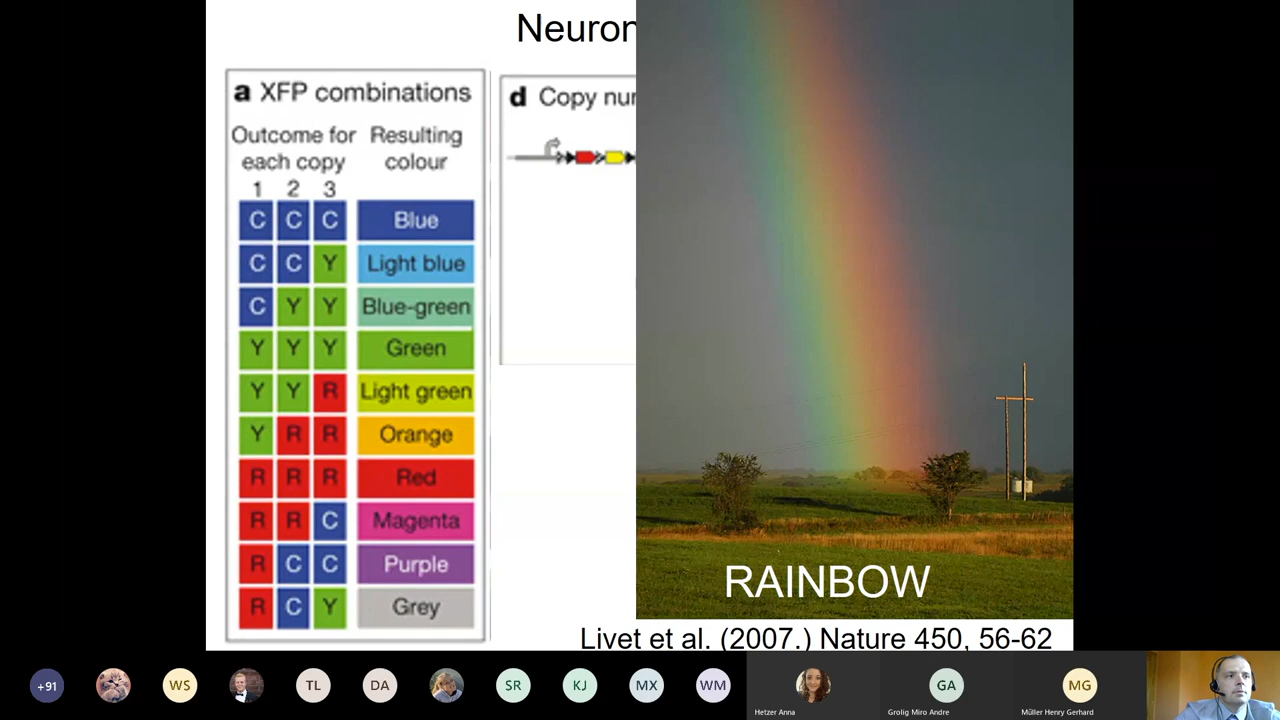 Neuron
a XFP combinations
Outcome for each copy
Resulting colour
1 2 3
C C C Blue
C C Y Light blue
C Y Y Blue-green
Y Y Y Green
Y Y R Light green
Y R R Orange
R R R Red
R R C Magenta
R C C Purple
R C Y Grey
d Copy nu
RAINBOW
Livet et al. (2007.) Nature 450, 56-62
+91
WS
TL
DA
SR
KJ
MX
WM
Hetzer Anna
GA
Grolig Miro Andre
MG
Müller Henry Gerhard